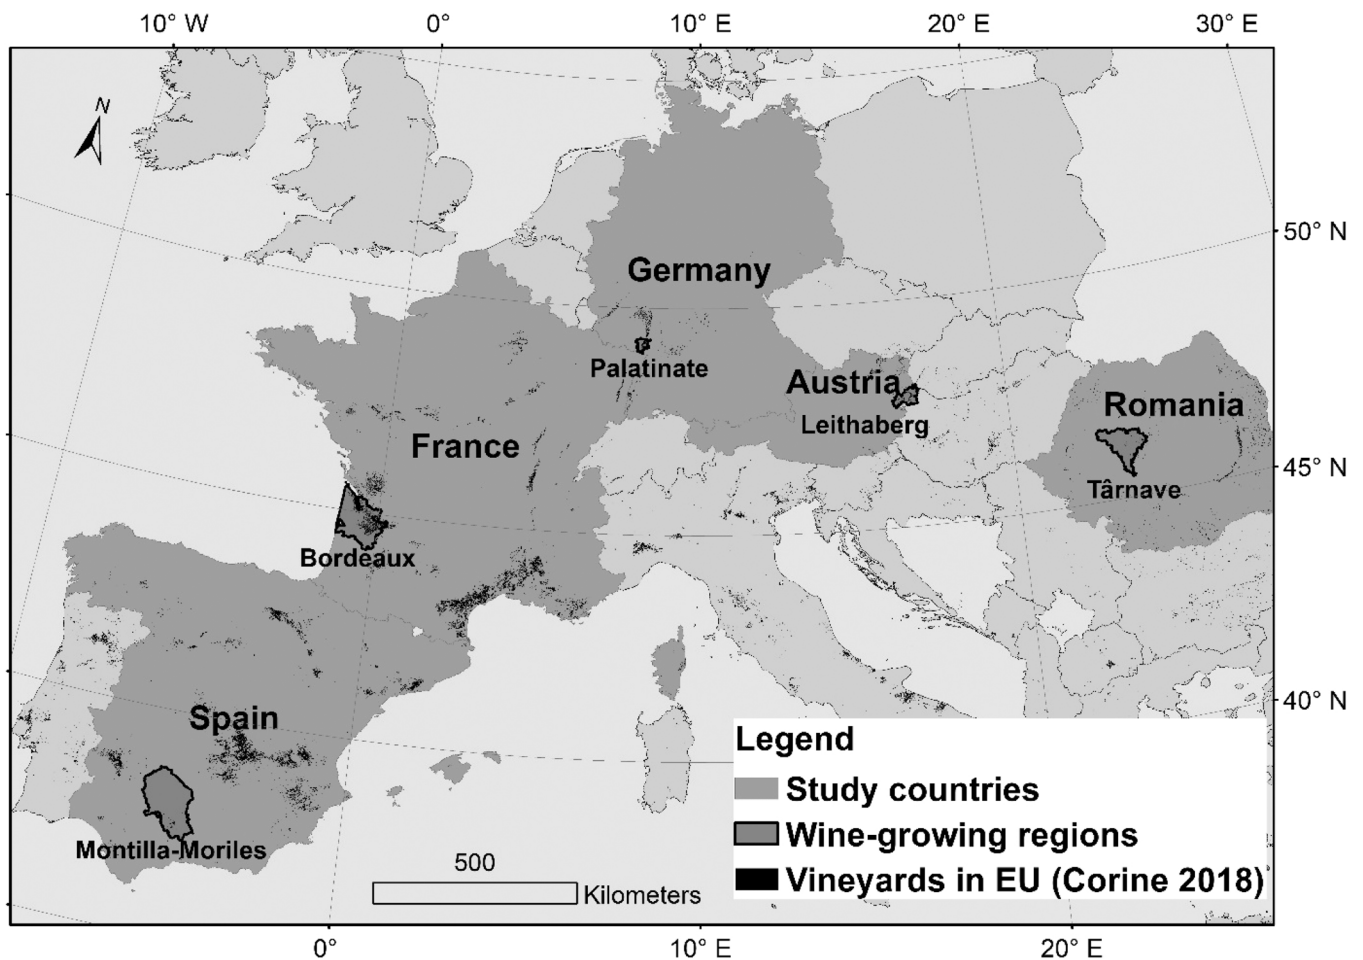 10° W 0° 10° E 20° E 30° E
N
50° N
Germany
Palatinate
Austria
Leithaberg
Romania
Târnave
45° N
France
Bordeaux
40° N
Spain
Montilla-Moriles
Legend
Study countries
Wine-growing regions
Vineyards in EU (Corine 2018)
500
Kilometers
0° 10° E 20° E